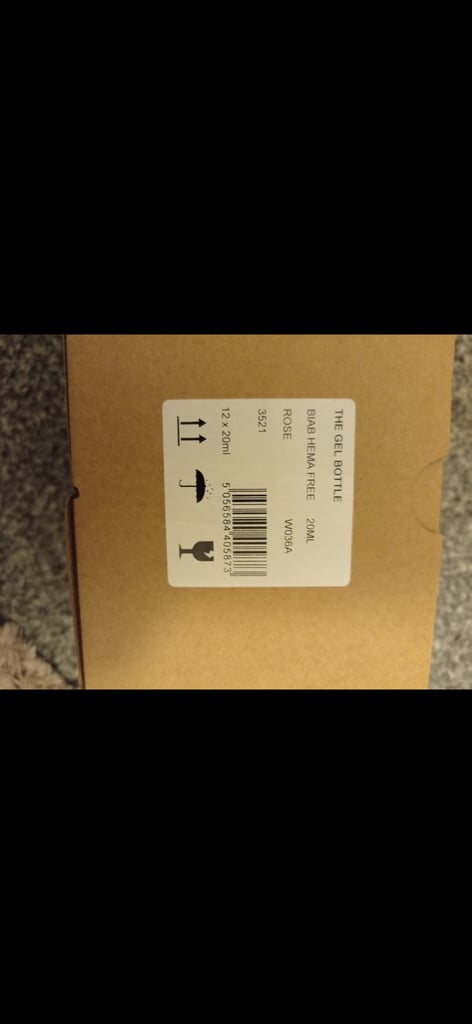 THE GEL BOTTLE
BIAB HEMA FREE 20ML
ROSE W036A
3521
12 x 20ml
5 056584 405873